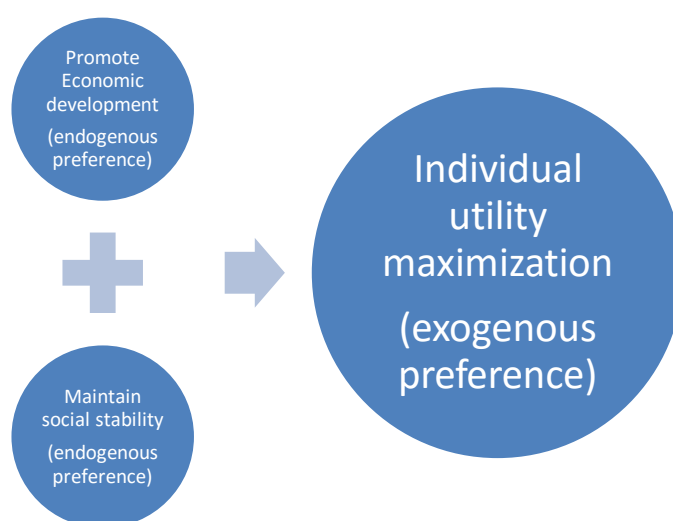 Promote
Economic
development
(endogenous
preference)
Individual
utility
maximization
(exogenous
preference)
Maintain
social stability
(endogenous
preference)